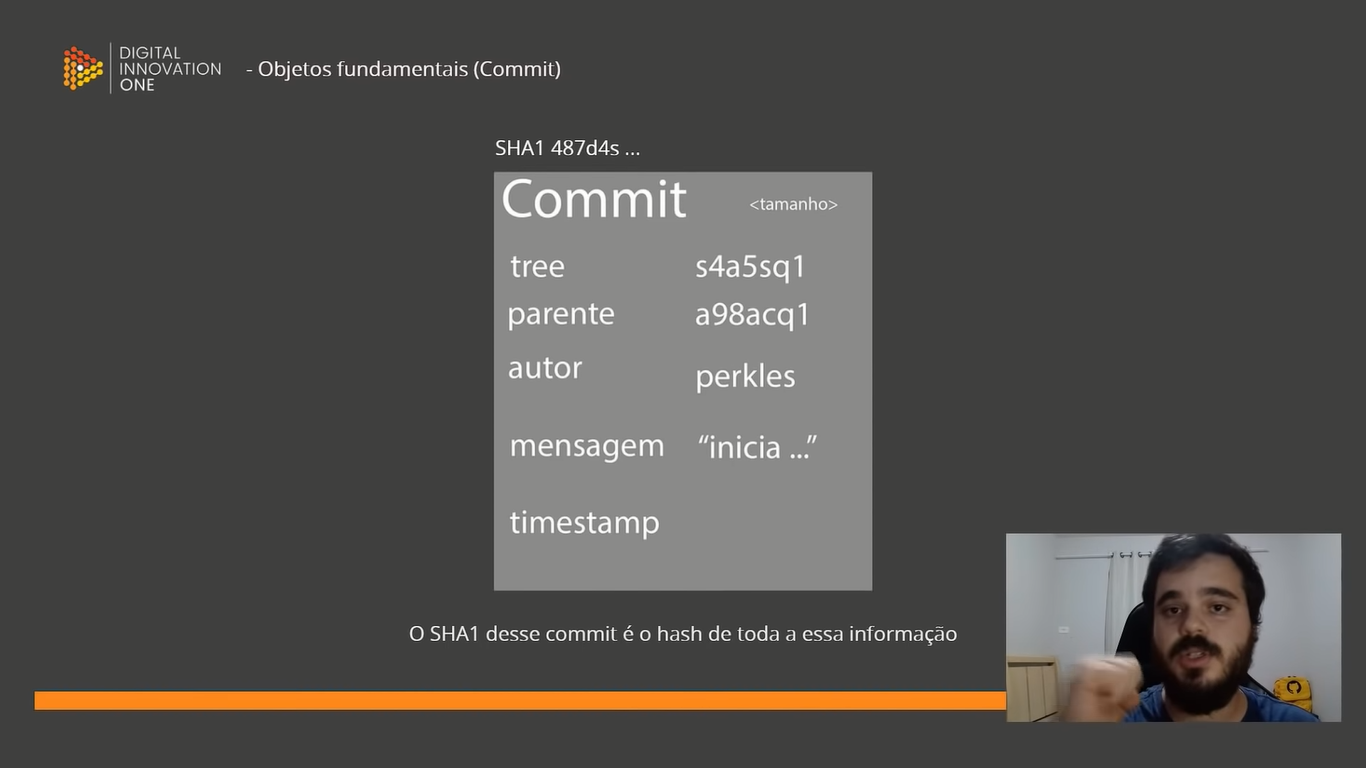 DIGITAL
INNOVATION
ONE
- Objetos fundamentais (Commit)
SHA1 487d4s ...
Commit <tamanho>
tree s4a5sq1
parente a98acq1
autor perkles
mensagem “inicia ...”
timestamp
O SHA1 desse commit é o hash de toda a essa informação